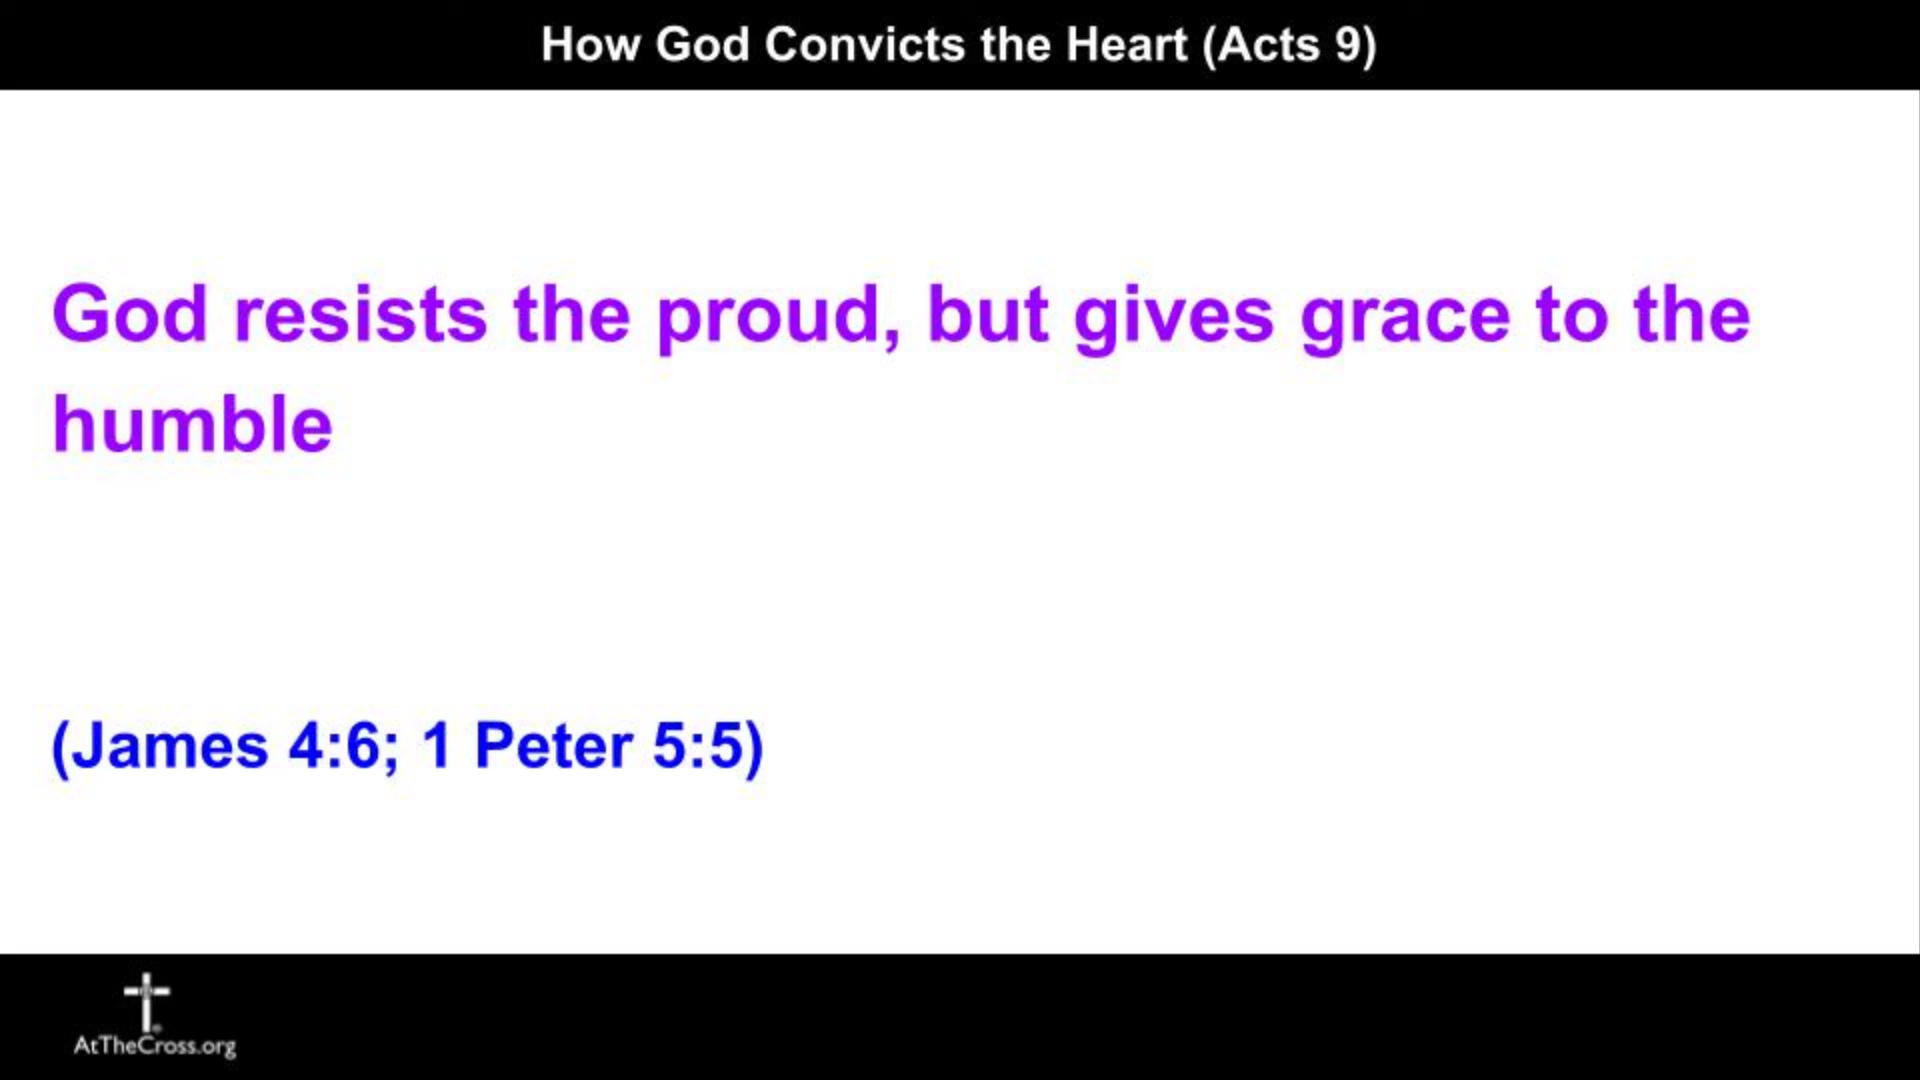 How God Convicts the Heart (Acts 9)
God resists the proud, but gives grace to the
humble
(James 4:6; 1 Peter 5:5)
AtTheCross.org